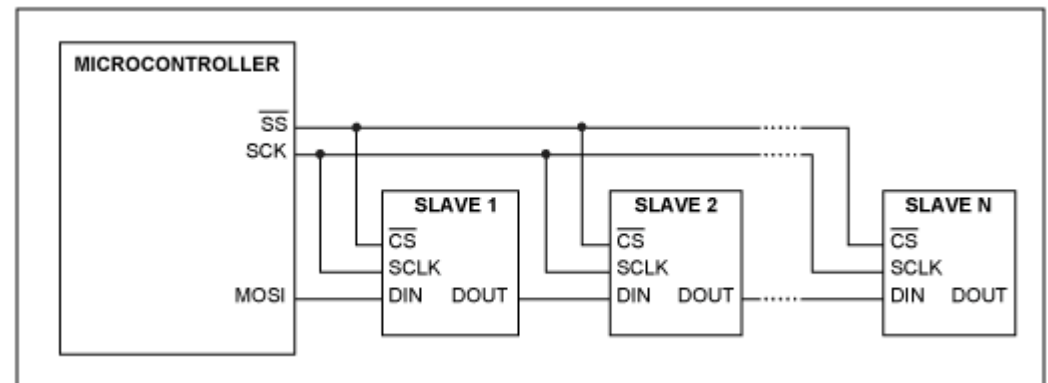 MICROCONTROLLER
SS
SCK
MOSI
SLAVE 1
CS
SCLK
DIN DOUT
SLAVE 2
CS
SCLK
DIN DOUT
SLAVE N
CS
SCLK
DIN DOUT